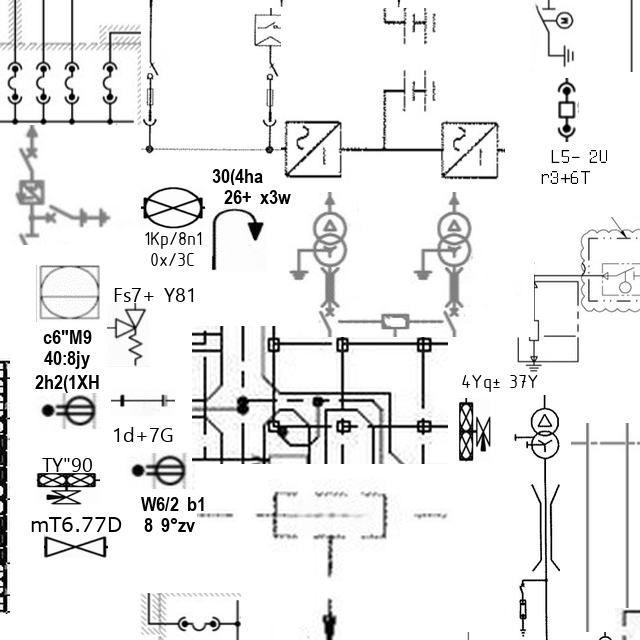 L5- 2U
r3+6T
30(4ha
26+ x3w
1Kp/8n1
0x/3C
Fs7+ Y81
c6"M9
40:8jy
2h2(1XH
4Yq± 37Y
1d+7G
TY"90
W6/2 b1
8 9°zv
mT6.77D